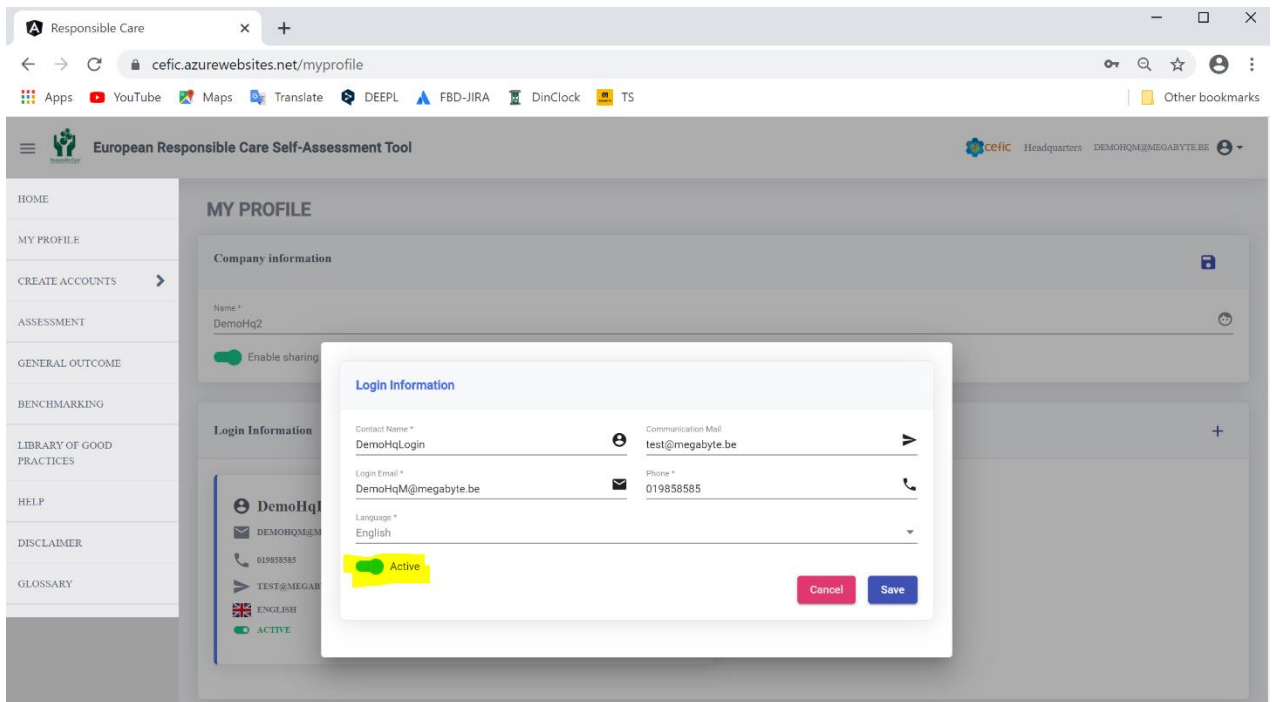 Responsible Care
cefic.azurewebsites.net/myprofile
Apps YouTube Maps Translate DEEPL FBD-JIRA DinClock TS Other bookmarks
European Responsible Care Self-Assessment Tool
cefic Headquarters DEMOHQM@MEGABYTE.BE
HOME
MY PROFILE
CREATE ACCOUNTS
ASSESSMENT
GENERAL OUTCOME
BENCHMARKING
LIBRARY OF GOOD
PRACTICES
HELP
DISCLAIMER
GLOSSARY
MY PROFILE
Company information
Name *
DemoHq2
Enable sharing
Login Information
DemoHql
DEMOHQM@M
019858585
TEST@MEGAB
ENGLISH
ACTIVE
Login Information
Contact Name *
DemoHqLogin
Communication Mail
test@megabyte.be
Login Email *
DemoHqM@megabyte.be
Phone *
019858585
Language *
English
Active
Cancel Save